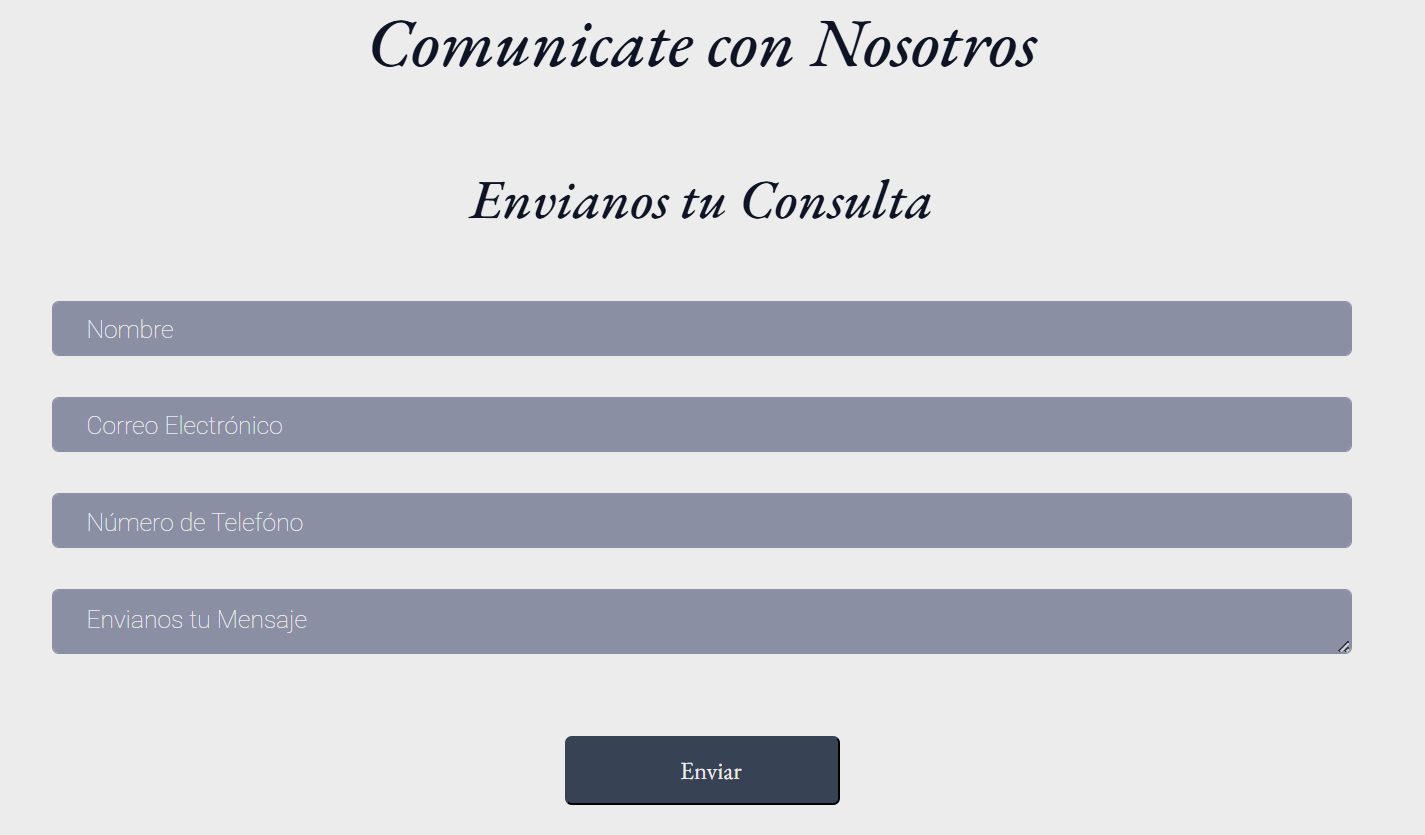 Comunicate con Nosotros
Envianos tu Consulta
Nombre
Correo Electrónico
Número de Telefóno
Envianos tu Mensaje
Enviar